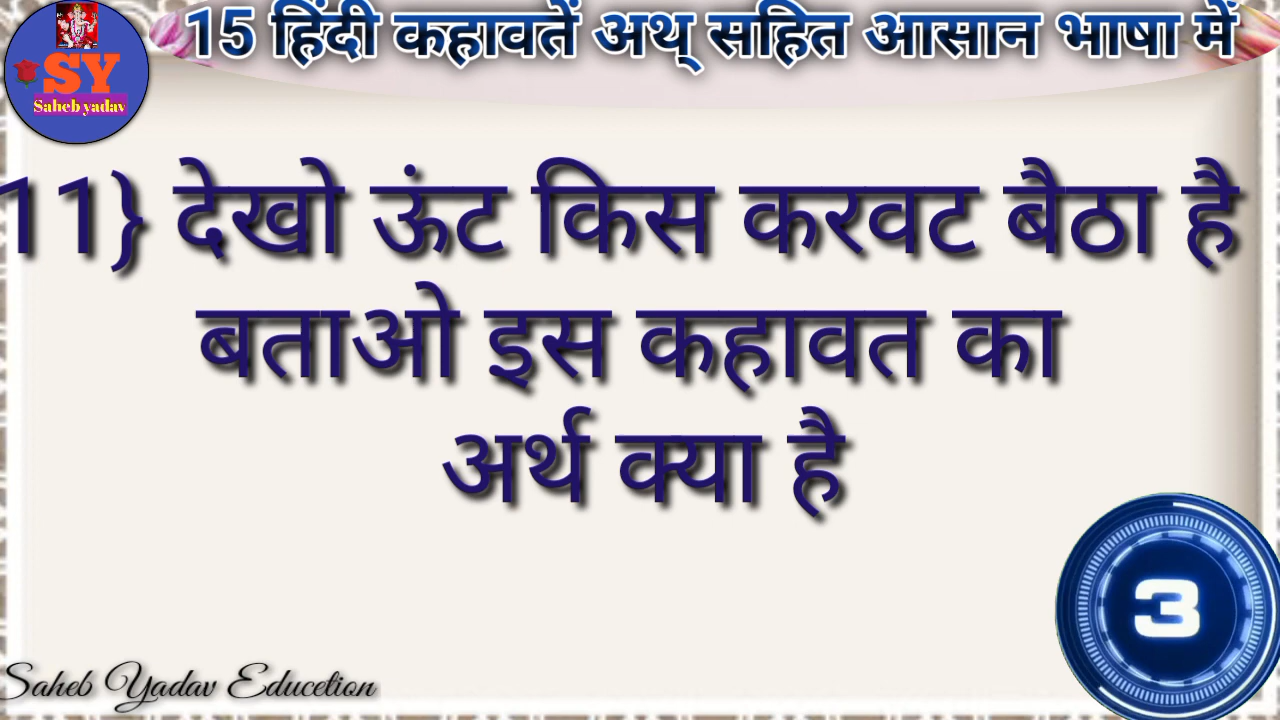 15 हिंदी कहावतें अथ् सहित आसान भाषा में
SY
Saheb yadav
11} देखो ऊंट किस करवट बैठा है
बताओ इस कहावत का
अर्थ क्या है
3
Saheb Yadav Educetion